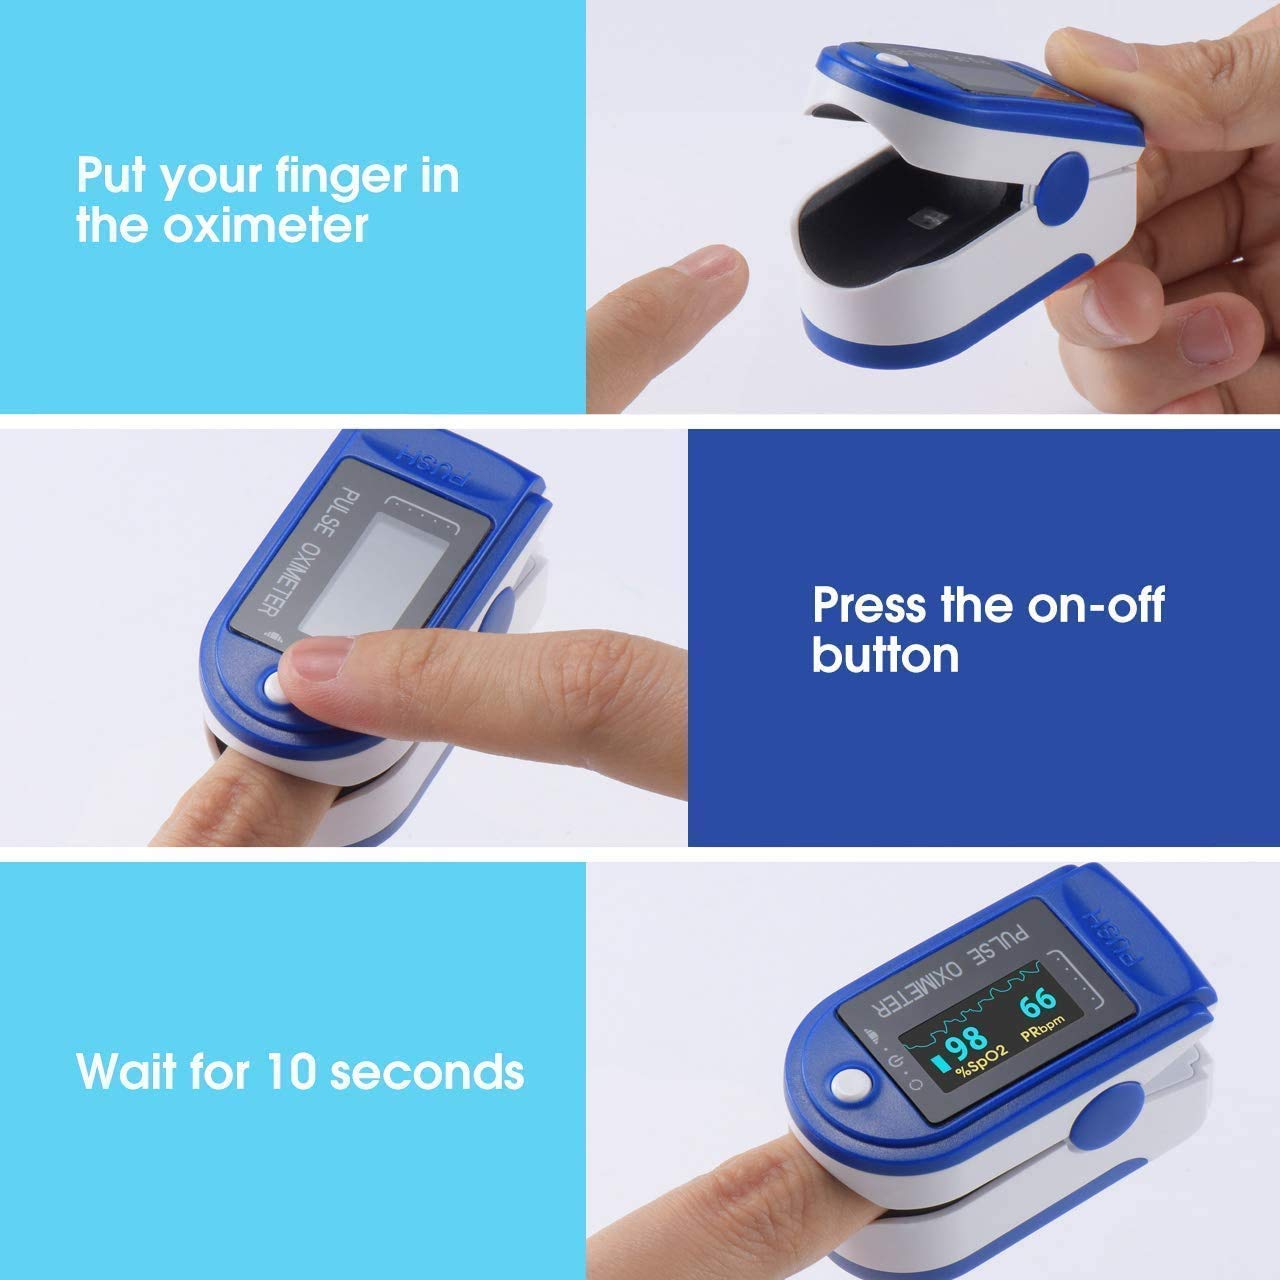 Put your finger in
the oximeter
PUSH
PULSE OXIMETER
Press the on-off
button
PUSH
PULSE OXIMETER
98
66
%SpO2
PRbpm
Wait for 10 seconds